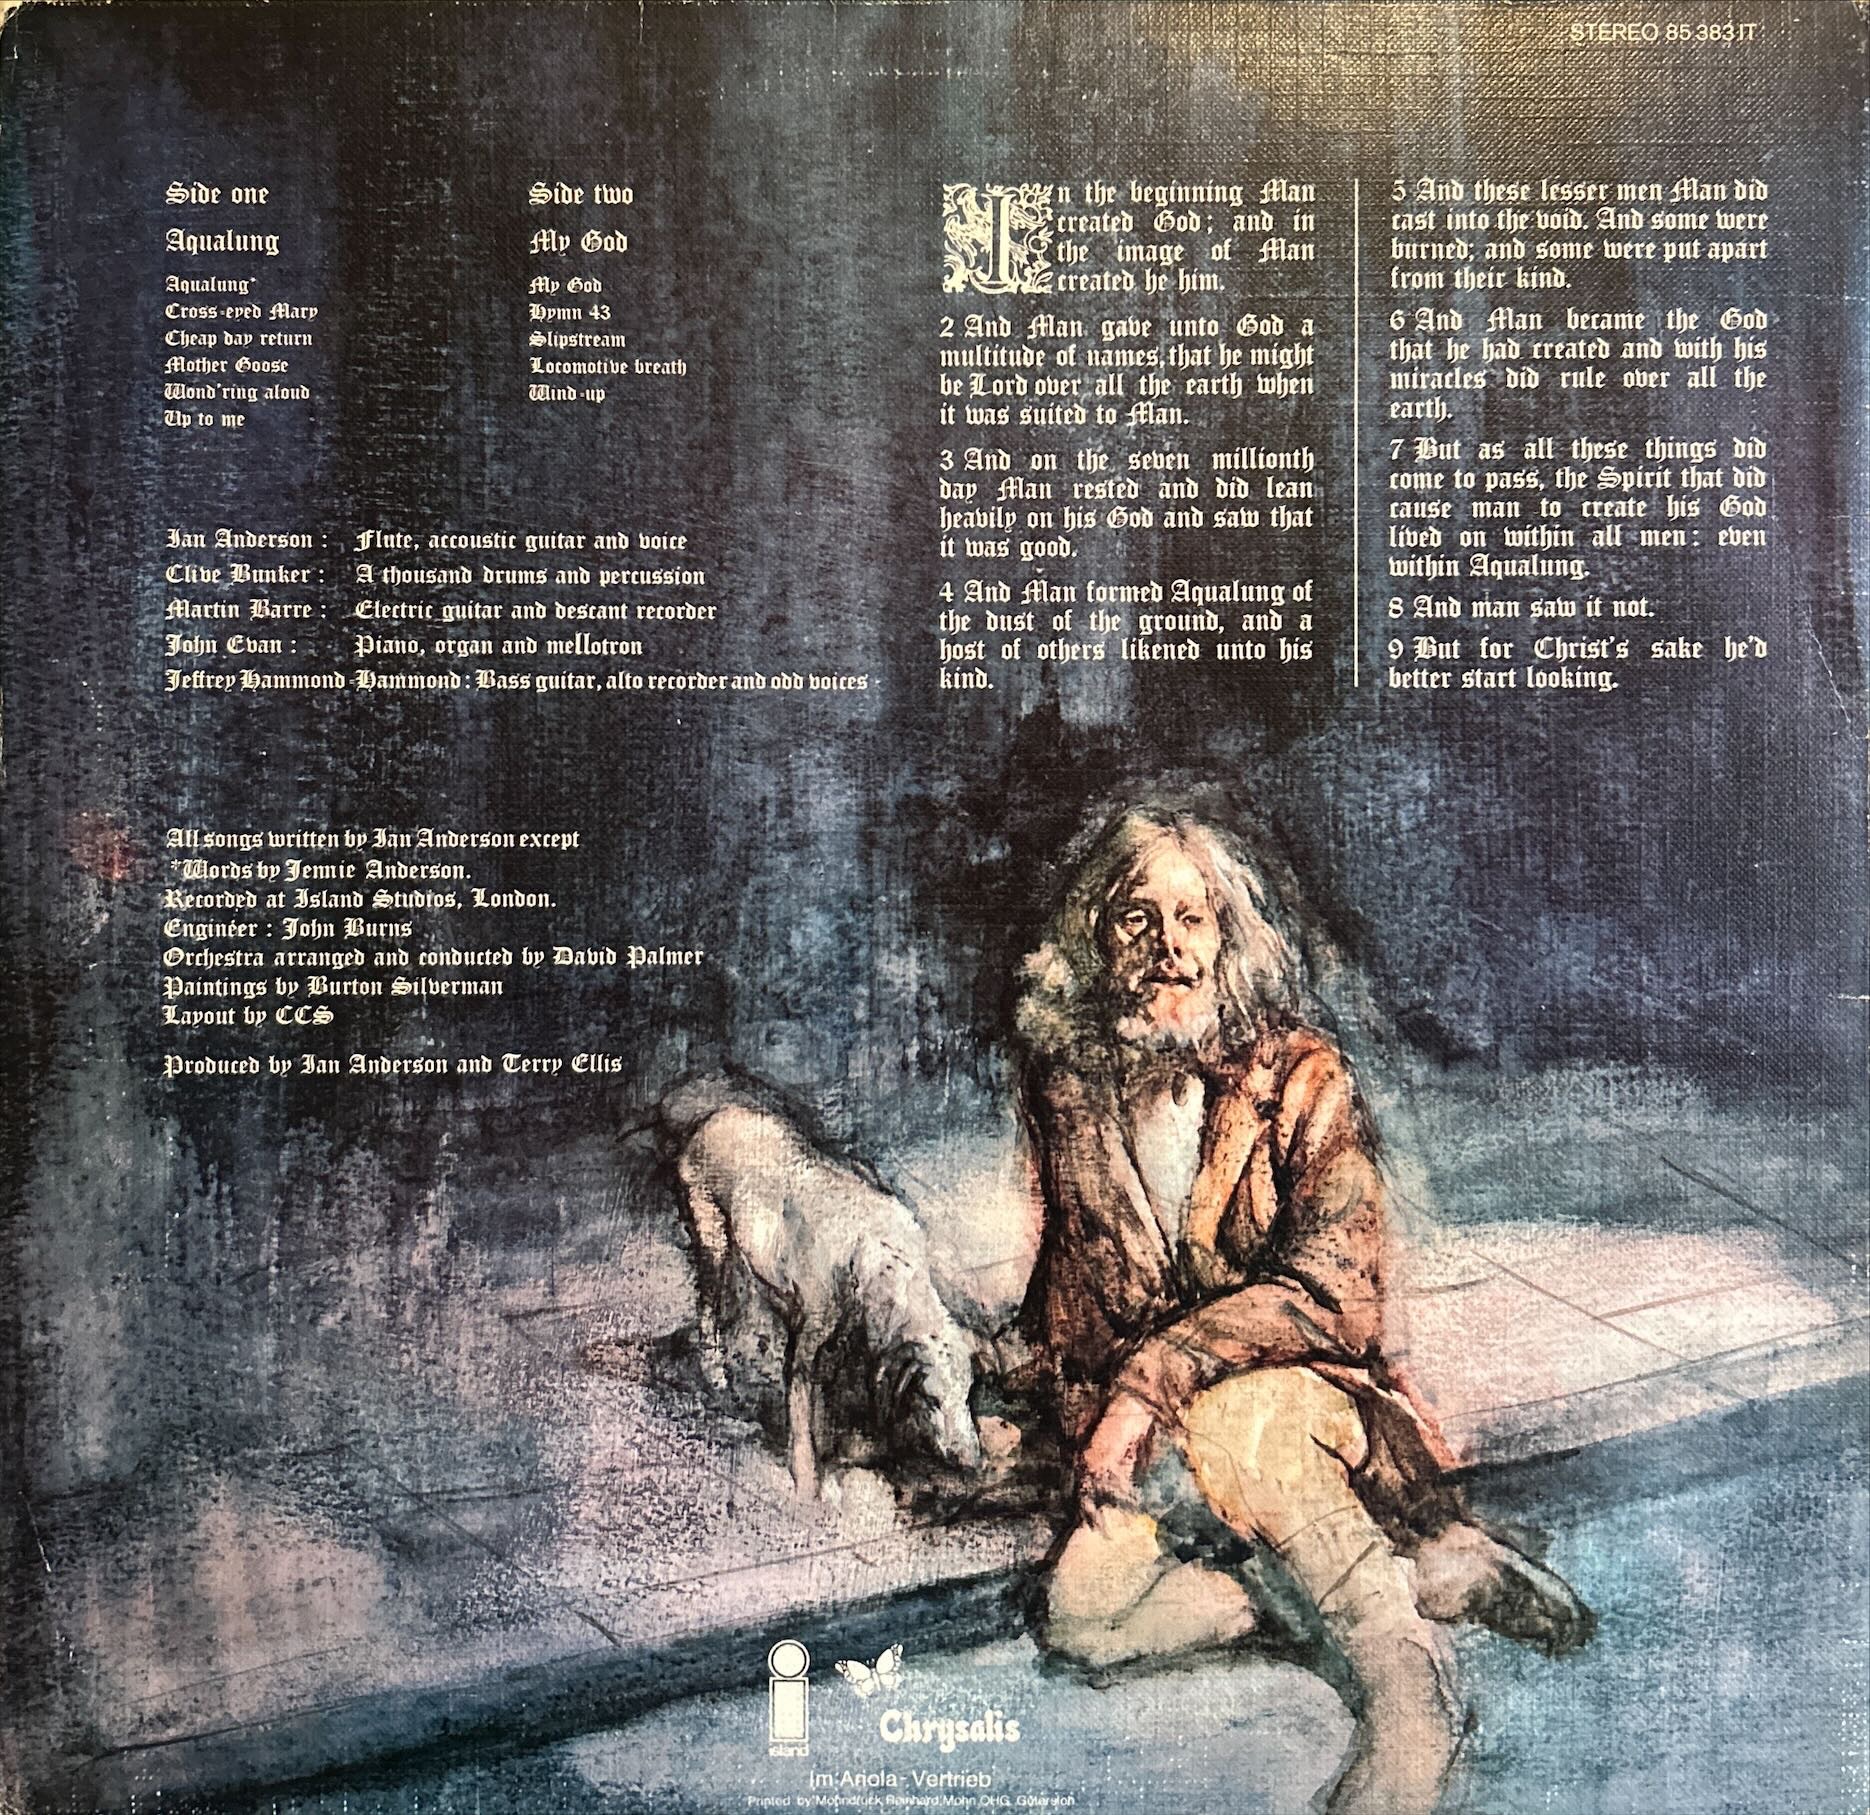 STEREO 85 383 IT
Side one
Aqualung
Aqualung*
Cross-eyed Mary
Cheap day return
Mother Goose
Wond'ring aloud
Up to me
Side two
My God
My God
Hymn 43
Slipstream
Locomotive breath
Wind-up
Ian Anderson : Flute, accoustic guitar and voice
Clive Bunker : A thousand drums and percussion
Martin Barre : Electric guitar and descant recorder
John Evan : Piano, organ and mellotron
Jeffrey Hammond-Hammond : Bass guitar, alto recorder and odd voices
All songs written by Ian Anderson except
*Words by Jennie Anderson.
Recorded at Island Studios, London.
Engineer : John Burns
Orchestra arranged and conducted by David Palmer
Paintings by Burton Silverman
Layout by CCS
Produced by Ian Anderson and Terry Ellis
In the beginning Man
created God; and in
the image of Man
created he him.
2 And Man gave unto God a
multitude of names, that he might
be Lord over all the earth when
it was suited to Man.
3 And on the seven millionth
day Man rested and did lean
heavily on his God and saw that
it was good.
4 And Man formed Aqualung of
the dust of the ground, and a
host of others likened unto his
kind.
5 And these lesser men Man did
cast into the void. And some were
burned; and some were put apart
from their kind.
6 And Man became the God
that he had created and with his
miracles did rule over all the
earth.
7 But as all these things did
come to pass, the Spirit that did
cause man to create his God
lived on within all men: even
within Aqualung.
8 And man saw it not.
9 But for Christ's sake he'd
better start looking.
island
Chrysalis
Im Ariola-Vertrieb
Printed by Mohndruck Reinhard Mohn OHG Gütersloh